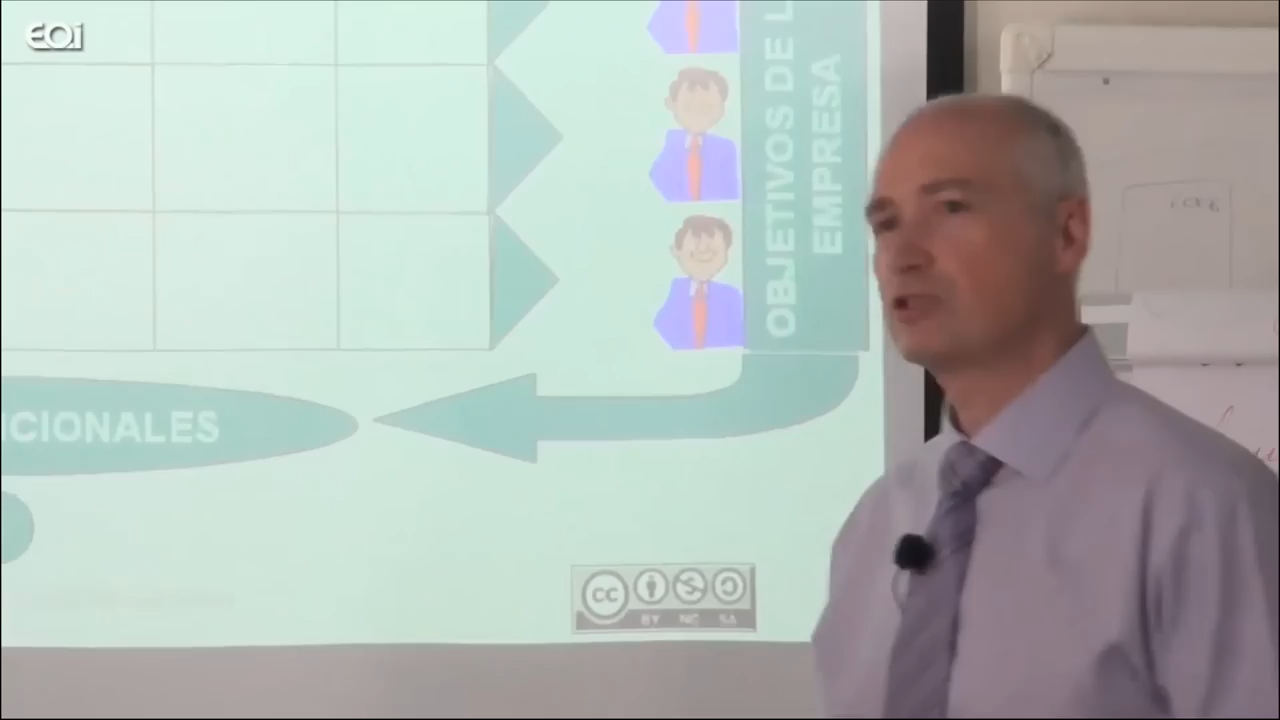 EOi
OBJETIVOS DE L
EMPRESA
ICIONALES
cc
BY NC SA